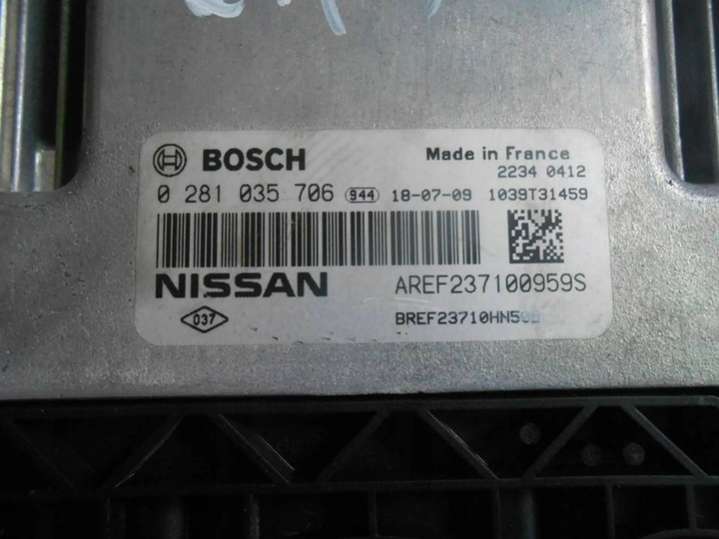 BOSCH Made in France
2234 0412
0 281 035 706 944 18-07-09 1039T31459
NISSAN AREF237100959S
037